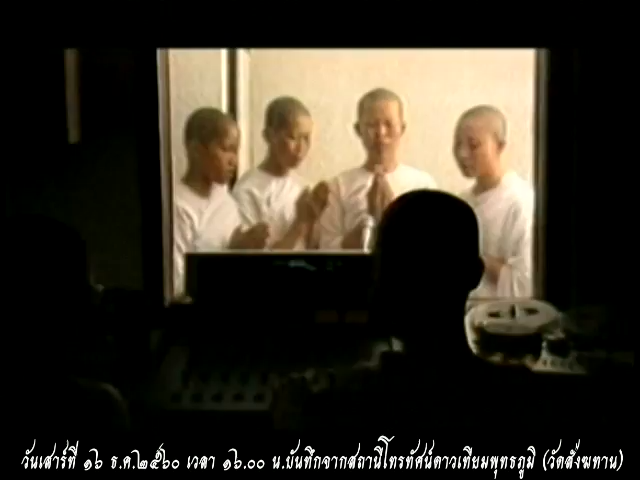 วันเสาร์ที่ ๑๖ ธ.ค.๒๕๖๐ เวลา ๑๖.๐๐ น.บันทึกจากสถานีโทรทัศน์ดาวเทียมพุทธภูมิ (วัดสังฆทาน)